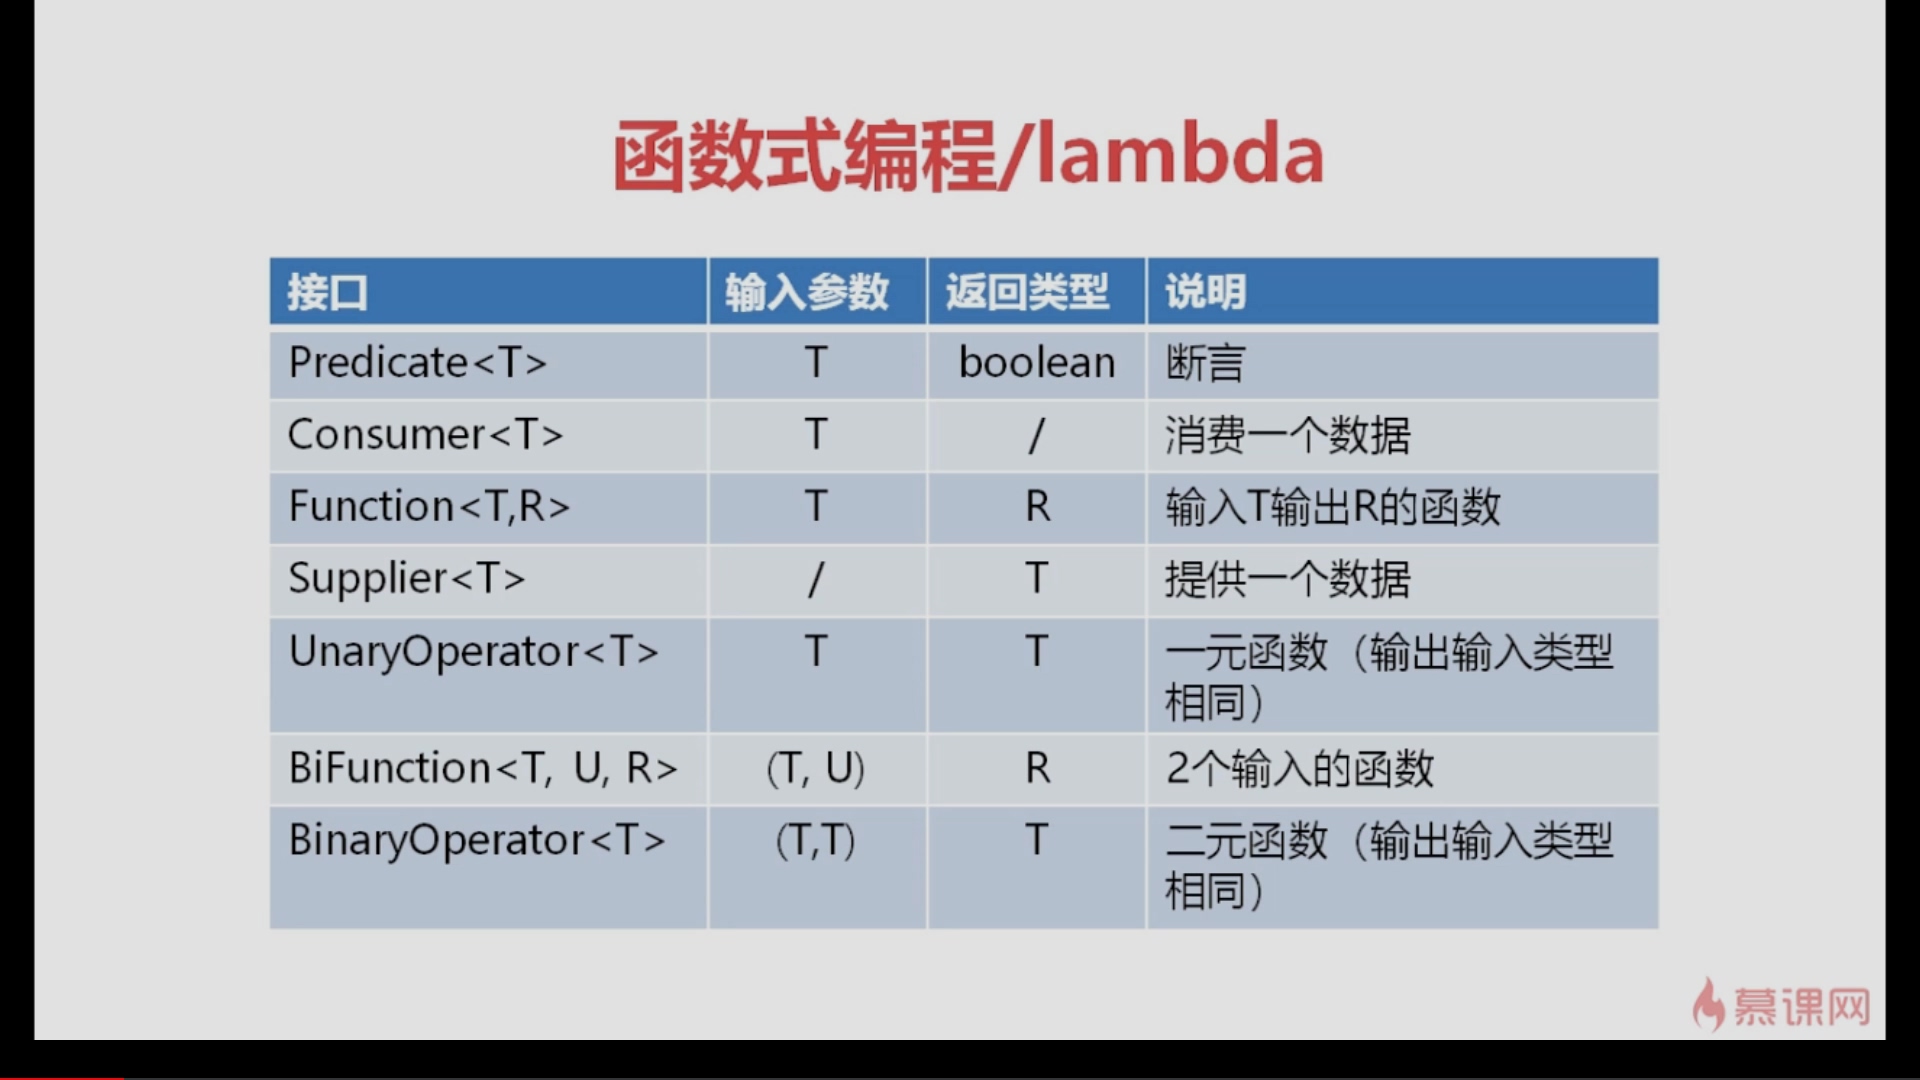 函数式编程/lambda
接口 输入参数 返回类型 说明
Predicate<T> T boolean 断言
Consumer<T> T / 消费一个数据
Function<T,R> T R 输入T输出R的函数
Supplier<T> / T 提供一个数据
UnaryOperator<T> T T 一元函数（输出输入类型
相同）
BiFunction<T, U, R> (T, U) R 2个输入的函数
BinaryOperator<T> (T,T) T 二元函数（输出输入类型
相同）
慕课网